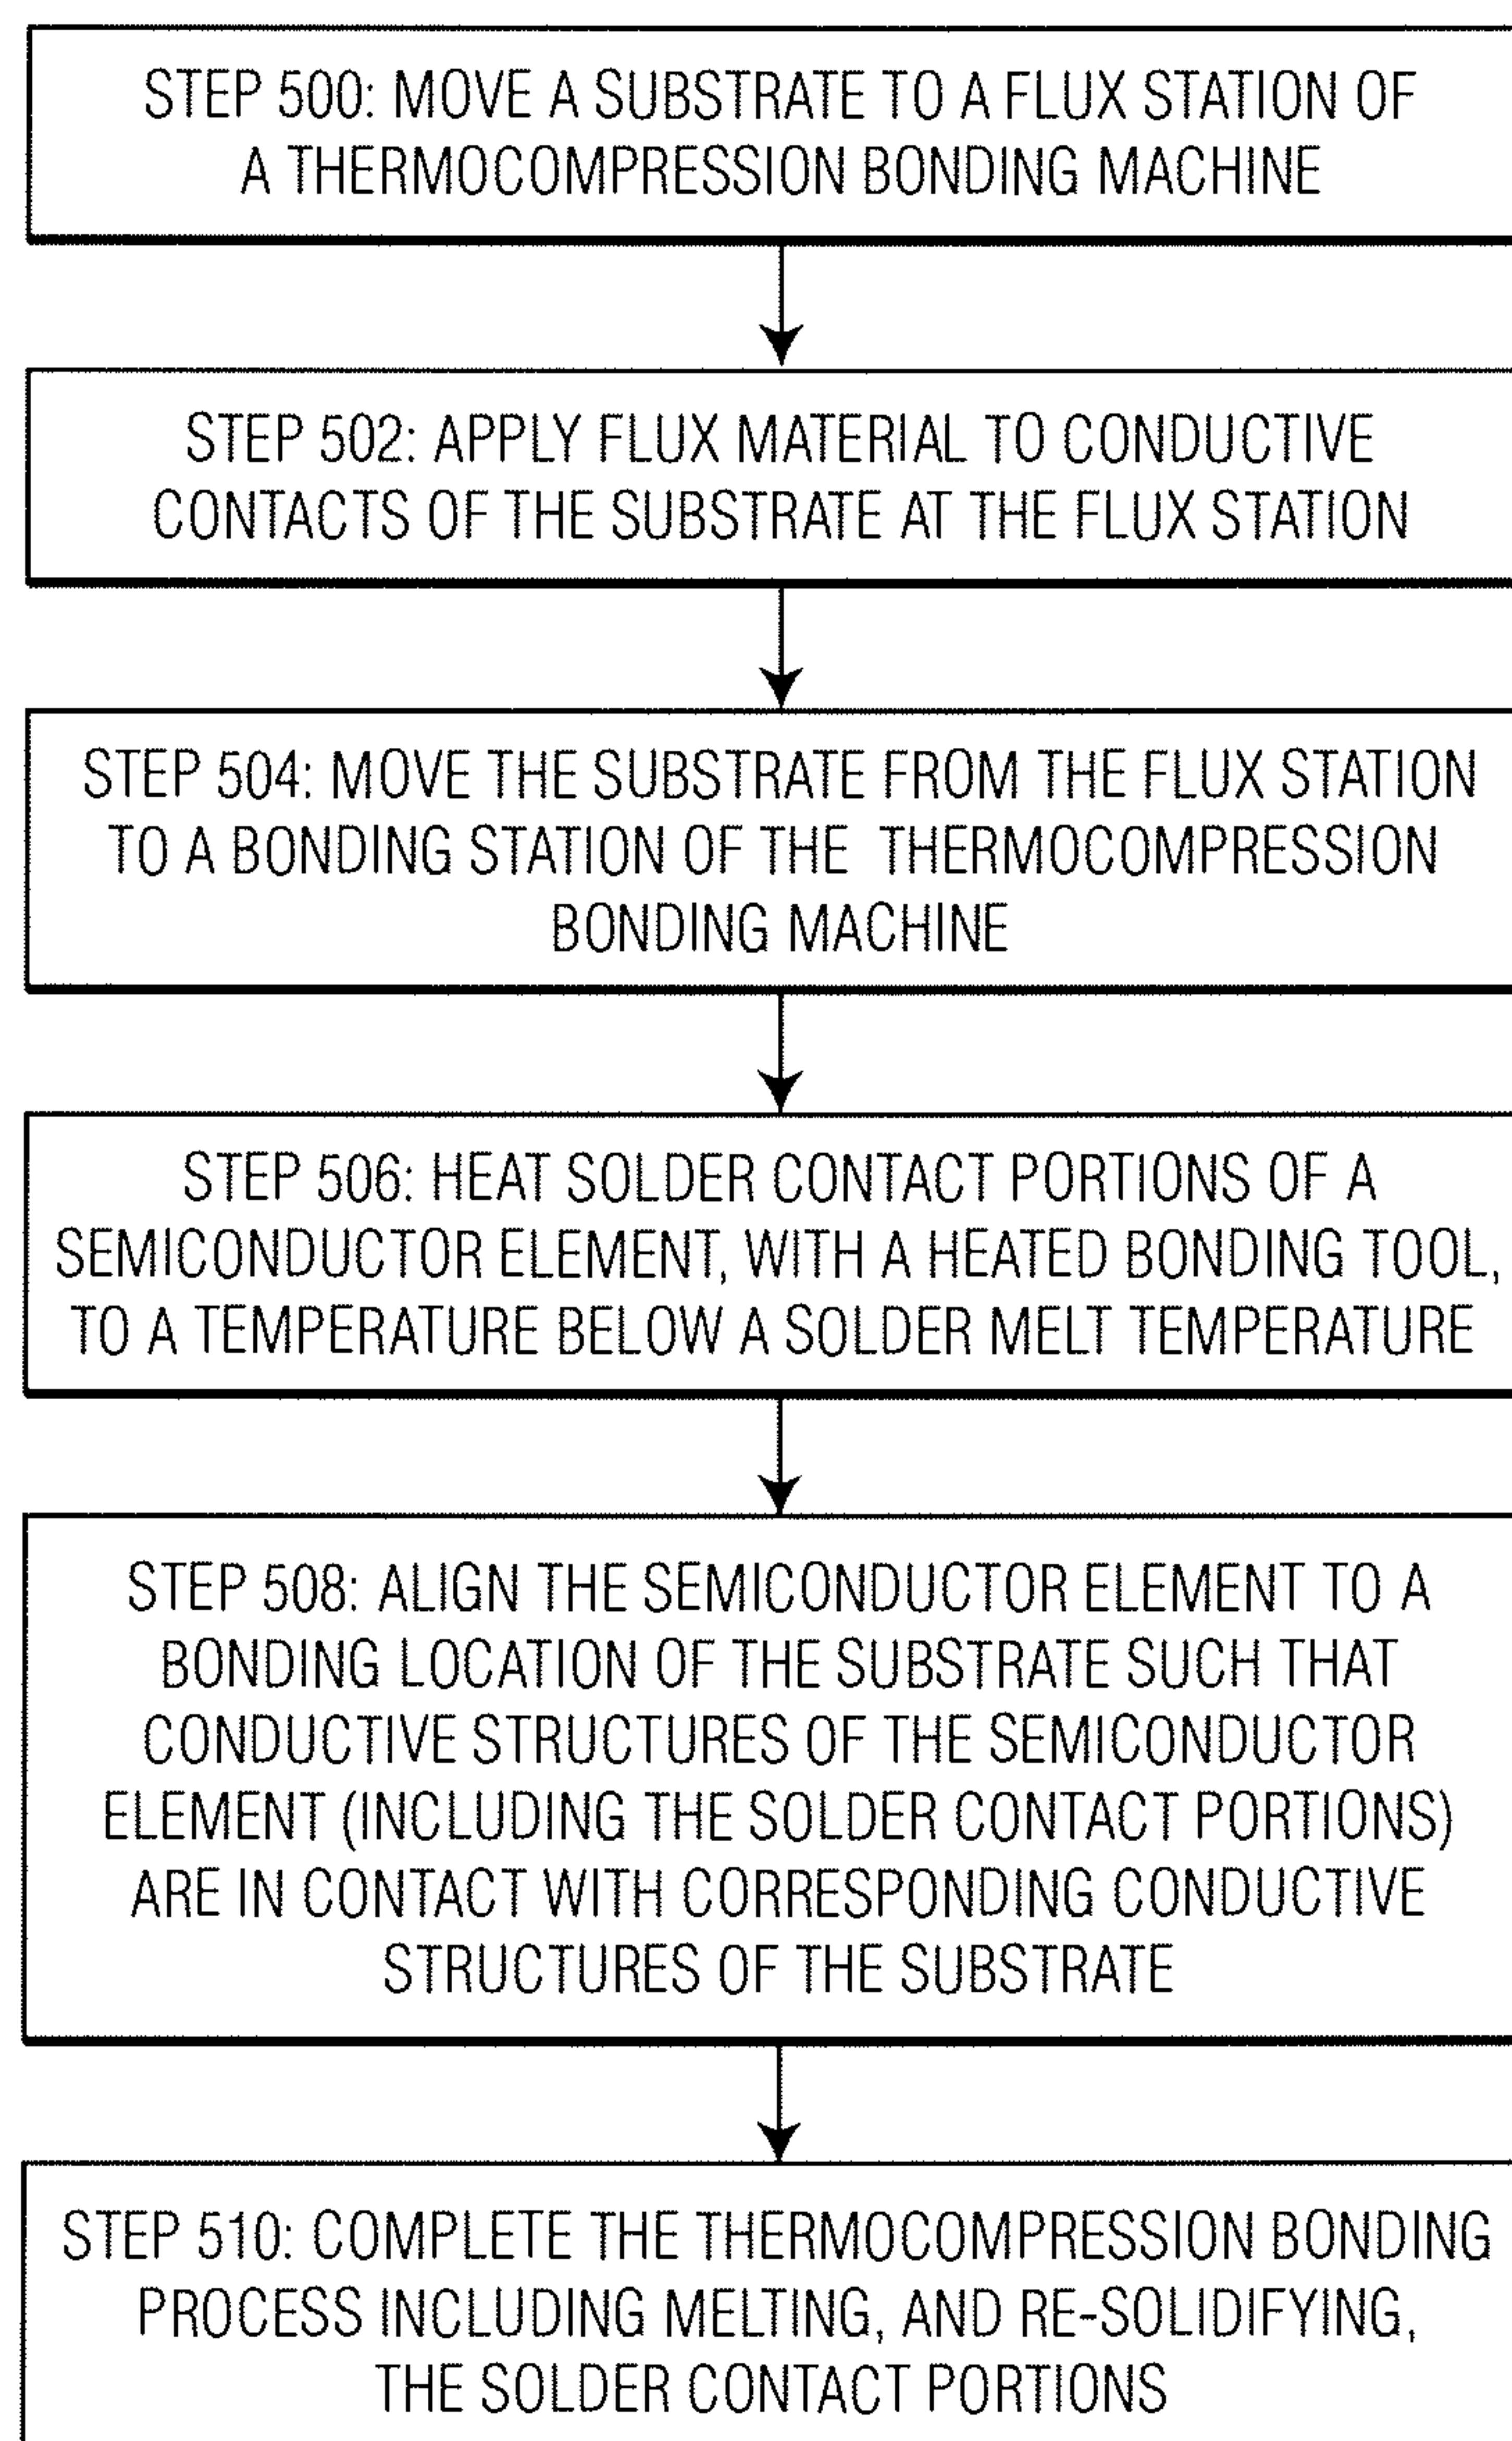 STEP 500: MOVE A SUBSTRATE TO A FLUX STATION OF
A THERMOCOMPRESSION BONDING MACHINE
STEP 502: APPLY FLUX MATERIAL TO CONDUCTIVE
CONTACTS OF THE SUBSTRATE AT THE FLUX STATION
STEP 504: MOVE THE SUBSTRATE FROM THE FLUX STATION
TO A BONDING STATION OF THE THERMOCOMPRESSION
BONDING MACHINE
STEP 506: HEAT SOLDER CONTACT PORTIONS OF A
SEMICONDUCTOR ELEMENT, WITH A HEATED BONDING TOOL,
TO A TEMPERATURE BELOW A SOLDER MELT TEMPERATURE
STEP 508: ALIGN THE SEMICONDUCTOR ELEMENT TO A
BONDING LOCATION OF THE SUBSTRATE SUCH THAT
CONDUCTIVE STRUCTURES OF THE SEMICONDUCTOR
ELEMENT (INCLUDING THE SOLDER CONTACT PORTIONS)
ARE IN CONTACT WITH CORRESPONDING CONDUCTIVE
STRUCTURES OF THE SUBSTRATE
STEP 510: COMPLETE THE THERMOCOMPRESSION BONDING
PROCESS INCLUDING MELTING, AND RE-SOLIDIFYING,
THE SOLDER CONTACT PORTIONS